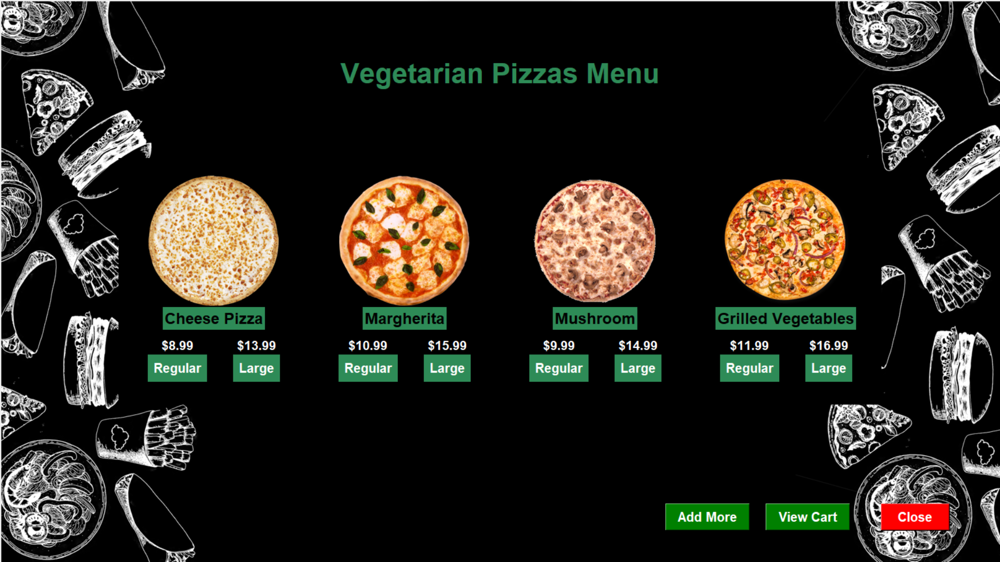 Vegetarian Pizzas Menu
Cheese Pizza
$8.99 $13.99
Regular Large
Margherita
$10.99 $15.99
Regular Large
Mushroom
$9.99 $14.99
Regular Large
Grilled Vegetables
$11.99 $16.99
Regular Large
Add More View Cart Close